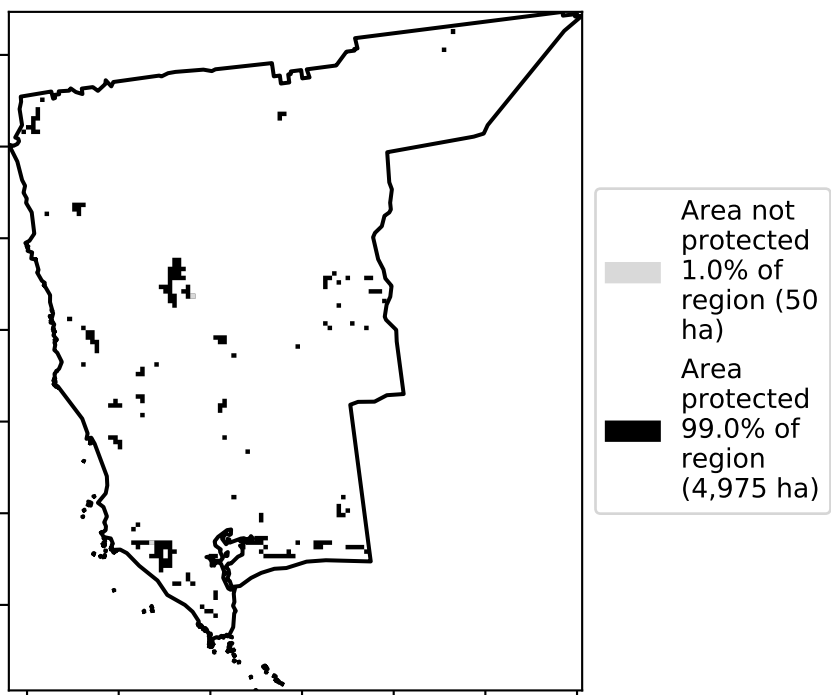 Area not
protected
1.0% of
region (50
ha)
Area
protected
99.0% of
region
(4,975 ha)